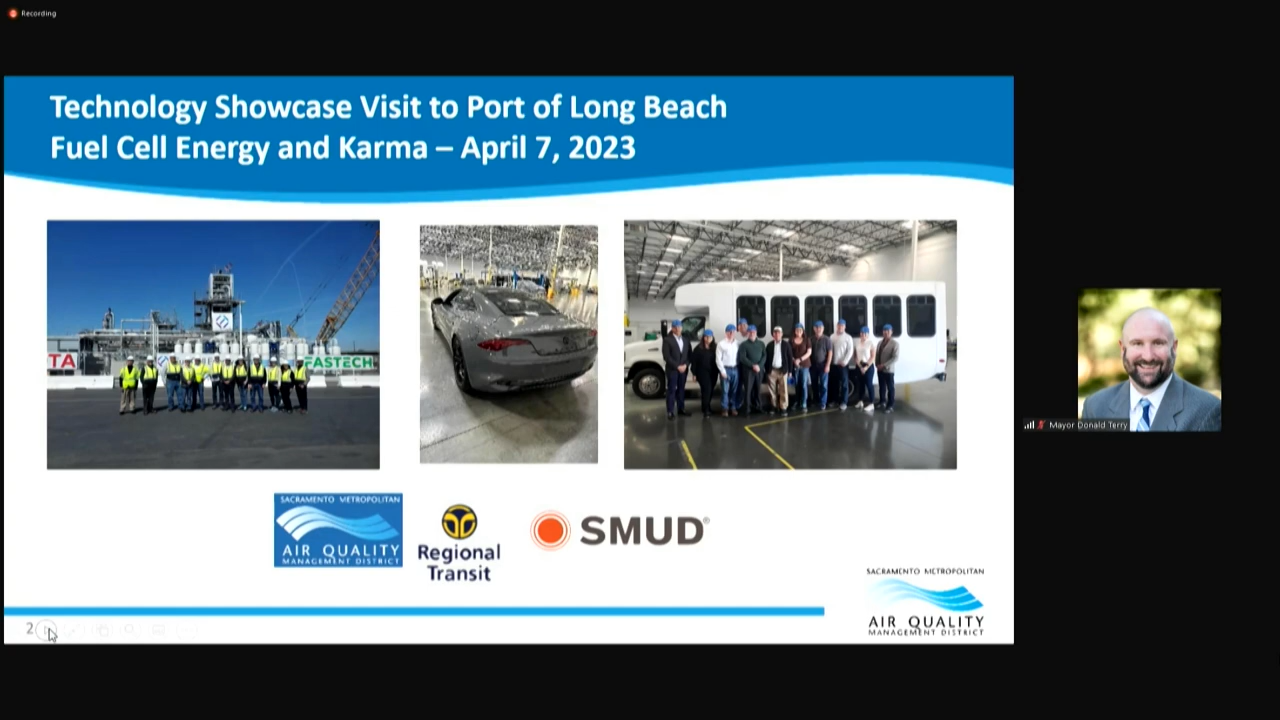 Recording
Technology Showcase Visit to Port of Long Beach
Fuel Cell Energy and Karma – April 7, 2023
TA
FASTECH
Mayor Donald Terry
SACRAMENTO METROPOLITAN
AIR QUALITY
MANAGEMENT DISTRICT
Regional
Transit
SMUD®
SACRAMENTO METROPOLITAN
AIR QUALITY
MANAGEMENT DISTRICT
2